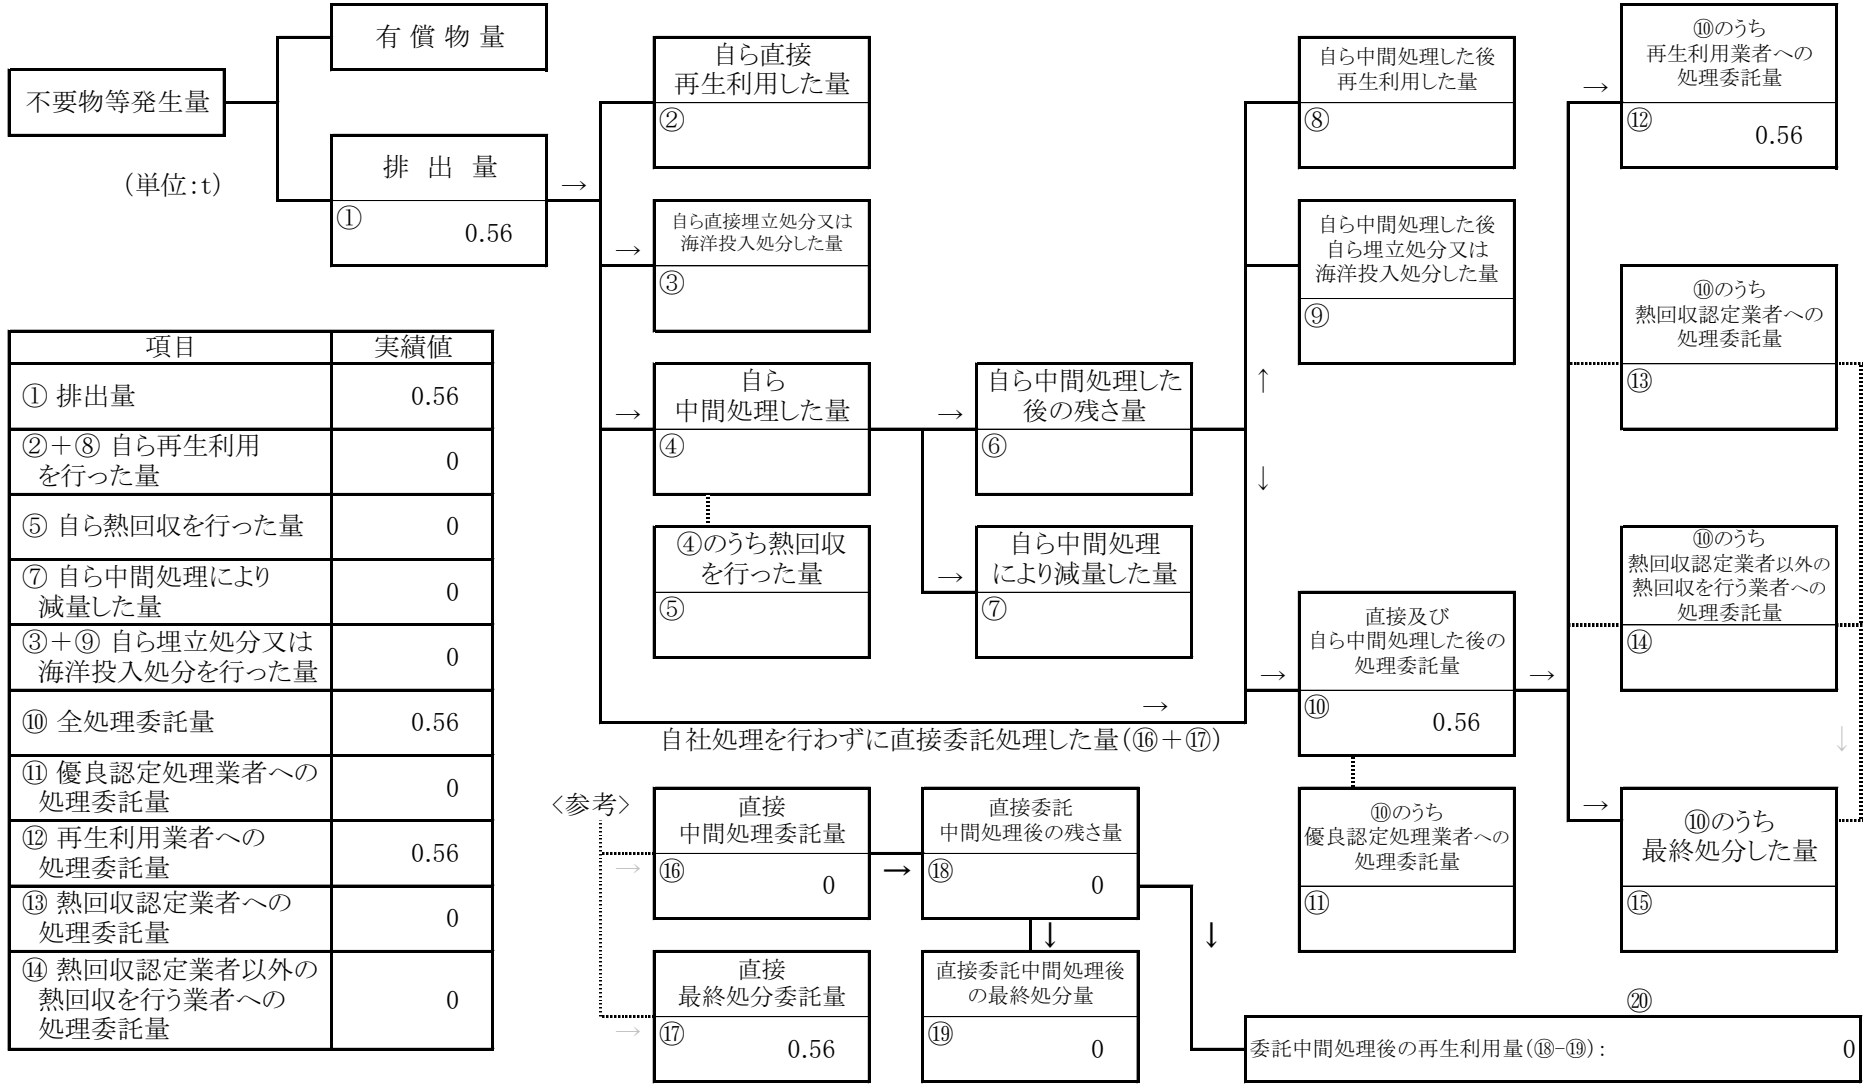 有 償 物 量
不要物等発生量
(単位:t)
排 出 量
→
①
0.56
自ら直接
再生利用した量
②
→
自ら直接埋立処分又は
海洋投入処分した量
③
→
自ら
中間処理した量
④
④のうち熱回収
を行った量
⑤
→
自ら中間処理した
後の残さ量
⑥
→
自ら中間処理
により減量した量
⑦
自ら中間処理した後
再生利用した量
⑧
自ら中間処理した後
自ら埋立処分又は
海洋投入処分した量
⑨
↑
↓
→
直接及び
自ら中間処理した後の
処理委託量
⑩
0.56
→
⑩のうち
優良認定処理業者への
処理委託量
⑪
→
⑩のうち
再生利用業者への
処理委託量
⑫
0.56
⑩のうち
熱回収認定業者への
処理委託量
⑬
⑩のうち
熱回収認定業者以外の
熱回収を行う業者への
処理委託量
⑭
↓
→
⑩のうち
最終処分した量
⑮
→
自社処理を行わずに直接委託処理した量(⑯+⑰)
<参考>
→
直接
中間処理委託量
⑯
0
→
直接委託
中間処理後の残さ量
⑱
0
↓
↓
→
直接
最終処分委託量
⑰
0.56
直接委託中間処理後
の最終処分量
⑲
0
⑳
委託中間処理後の再生利用量(⑱-⑲): 0
項目 実績値
① 排出量 0.56
②+⑧ 自ら再生利用
を行った量 0
⑤ 自ら熱回収を行った量 0
⑦ 自ら中間処理により
減量した量 0
③+⑨ 自ら埋立処分又は
海洋投入処分を行った量 0
⑩ 全処理委託量 0.56
⑪ 優良認定処理業者への
処理委託量 0
⑫ 再生利用業者への
処理委託量 0.56
⑬ 熱回収認定業者への
処理委託量 0
⑭ 熱回収認定業者以外の
熱回収を行う業者への
処理委託量 0